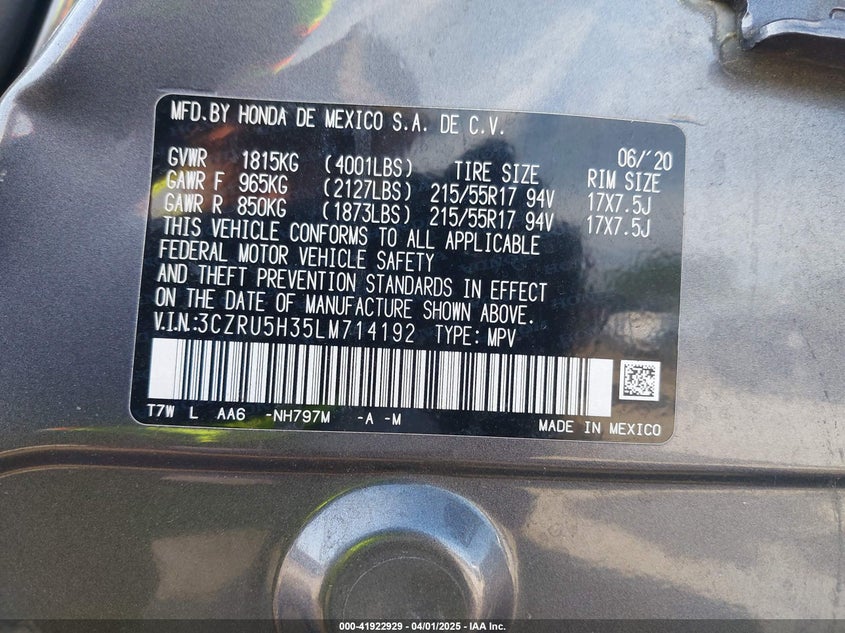 MFD.BY HONDA DE MEXICO S.A. DE C.V.
06/'20
GVWR 1815KG (4001LBS) TIRE SIZE RIM SIZE
GAWR F 965KG (2127LBS) 215/55R17 94V 17X7.5J
GAWR R 850KG (1873LBS) 215/55R17 94V 17X7.5J
THIS VEHICLE CONFORMS TO ALL APPLICABLE
FEDERAL MOTOR VEHICLE SAFETY
AND THEFT PREVENTION STANDARDS IN EFFECT
ON THE DATE OF MANUFACTURE SHOWN ABOVE.
V.I.N.:3CZRU5H35LM714192 TYPE: MPV
T7W L AA6 -NH797M -A -M
MADE IN MEXICO
000-41922929 - 04/01/2025 - IAA Inc.